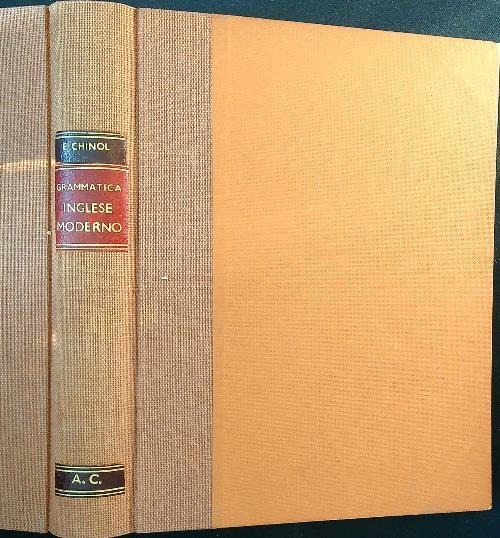 E. CHINOL
GRAMMATICA
INGLESE
MODERNO
A. C.